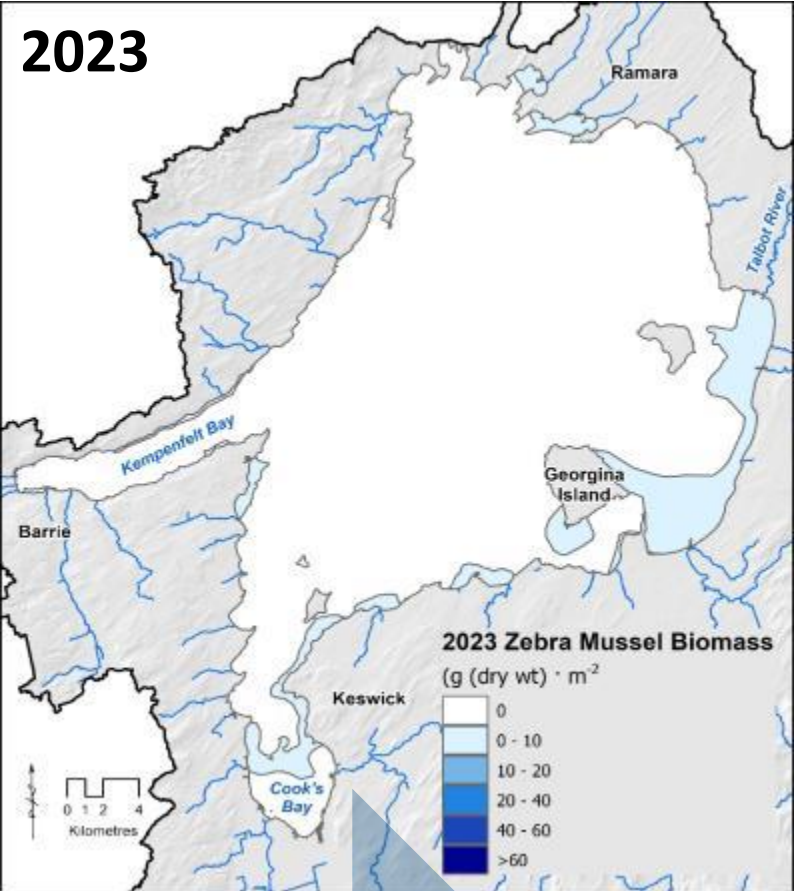 2023
Ramara
Talbot River
Kempenfelt Bay
Georgina
Island
Barrie
2023 Zebra Mussel Biomass
(g (dry wt) · m⁻²
Keswick
0
0 - 10
10 - 20
20 - 40
40 - 60
>60
Cook's
Bay
0 1 2 4
Kilometres